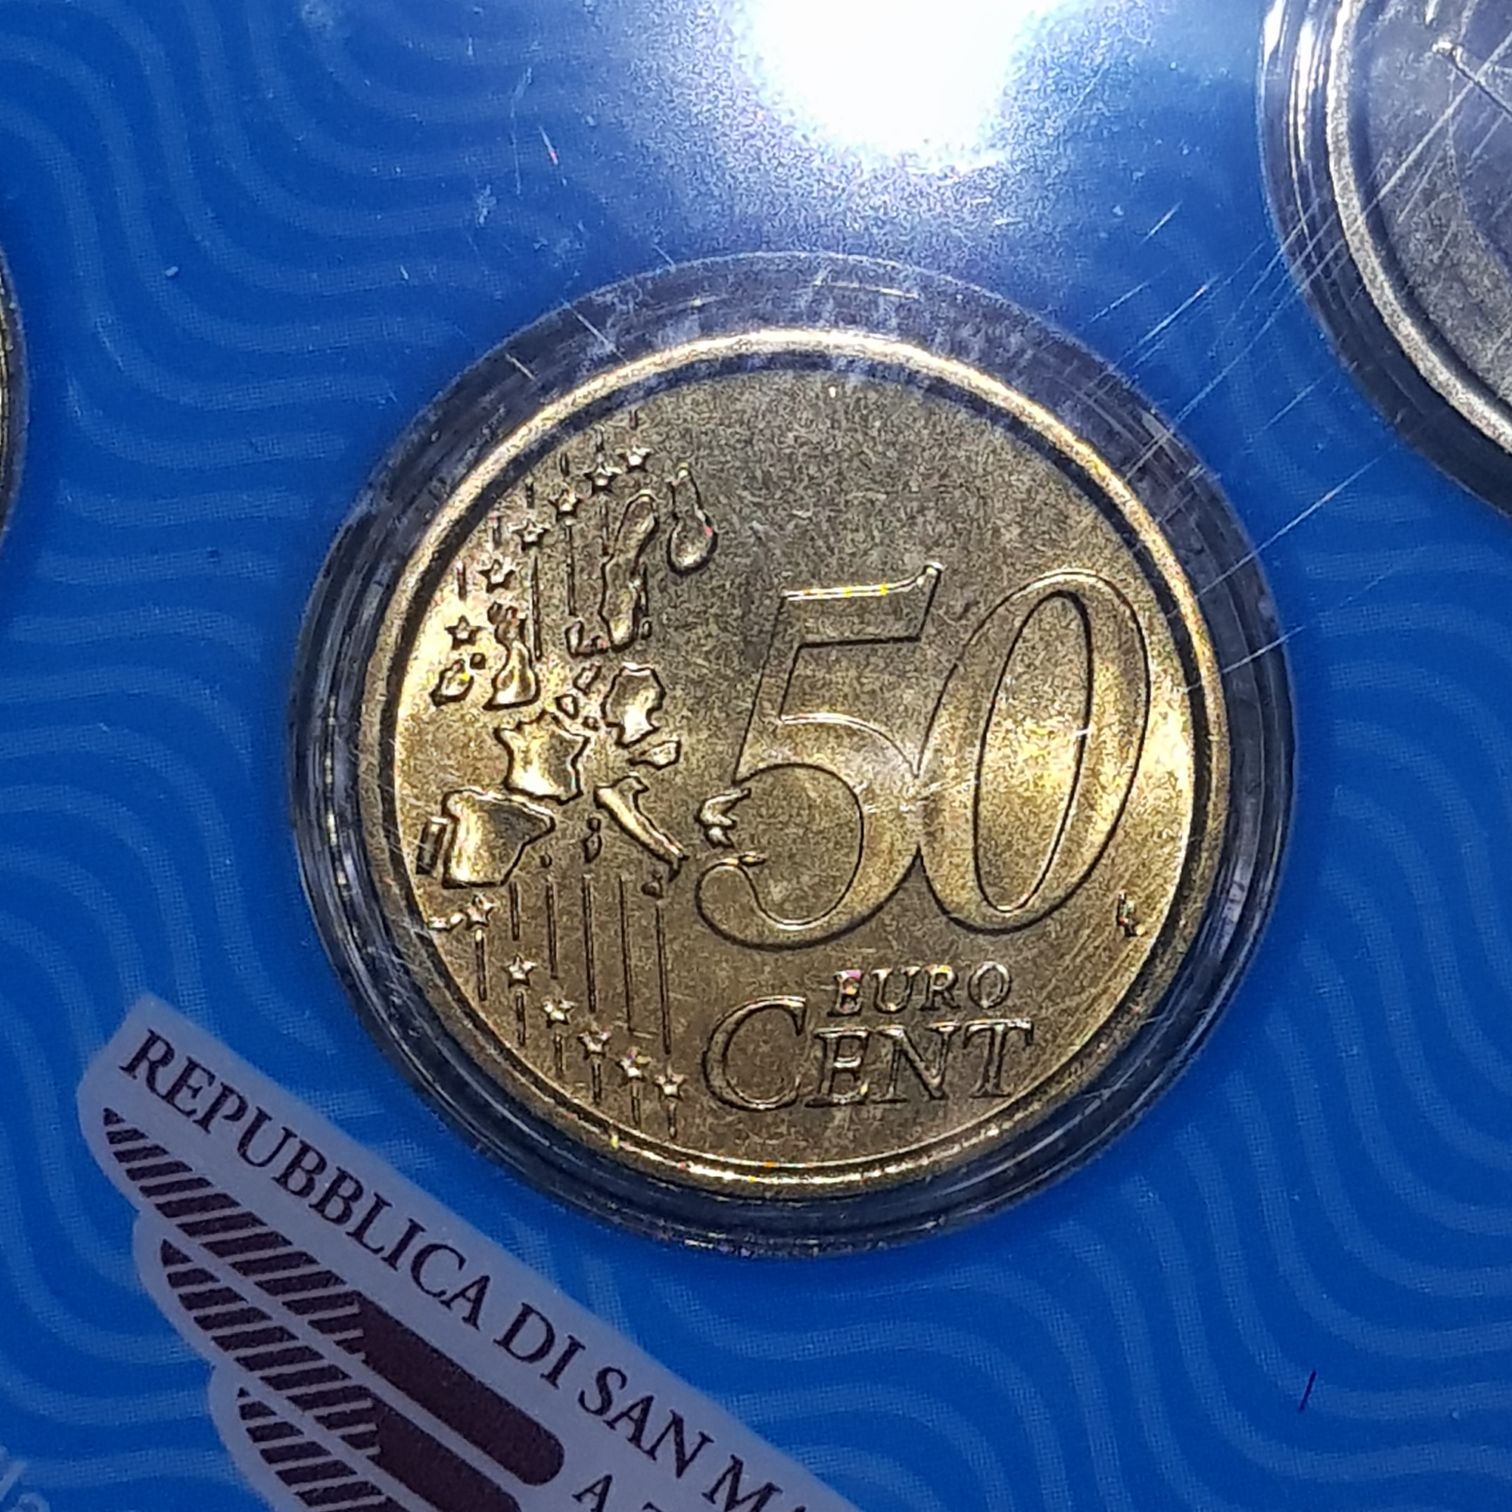 50
EURO
CENT
REPUBBLICA DI SAN